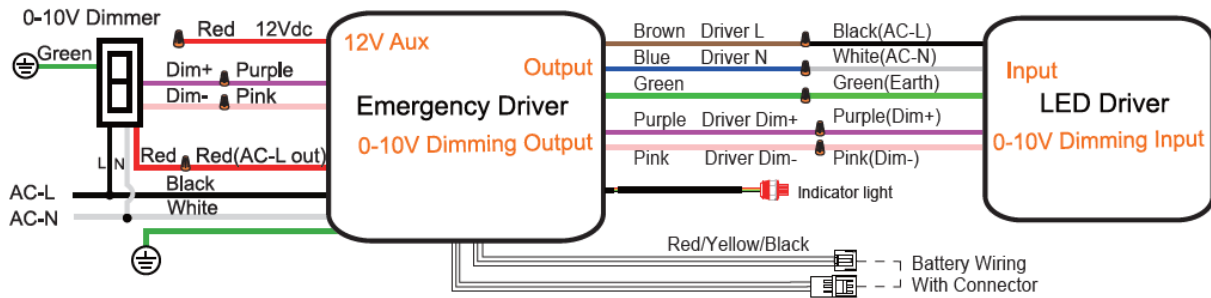 0-10V Dimmer
Green
Red 12Vdc
Dim+ Purple
Dim- Pink
L N
Red Red(AC-L out)
AC-L
Black
AC-N
White
12V Aux
Output
Emergency Driver
0-10V Dimming Output
Brown Driver L Black(AC-L)
Blue Driver N White(AC-N)
Green Green(Earth)
Purple Driver Dim+ Purple(Dim+)
Pink Driver Dim- Pink(Dim-)
Indicator light
Input
LED Driver
0-10V Dimming Input
Red/Yellow/Black
Battery Wiring
With Connector